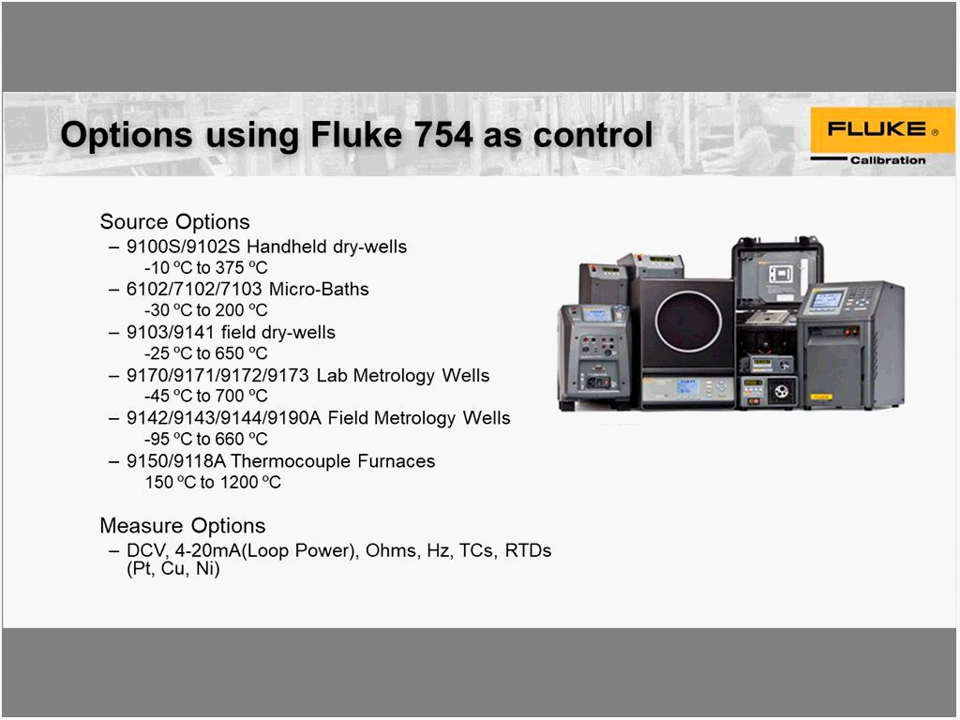 Options using Fluke 754 as control
FLUKE ®
Calibration
Source Options
– 9100S/9102S Handheld dry-wells
-10 ºC to 375 ºC
– 6102/7102/7103 Micro-Baths
-30 ºC to 200 ºC
– 9103/9141 field dry-wells
-25 ºC to 650 ºC
– 9170/9171/9172/9173 Lab Metrology Wells
-45 ºC to 700 ºC
– 9142/9143/9144/9190A Field Metrology Wells
-95 ºC to 660 ºC
– 9150/9118A Thermocouple Furnaces
150 ºC to 1200 ºC
Measure Options
– DCV, 4-20mA(Loop Power), Ohms, Hz, TCs, RTDs
(Pt, Cu, Ni)
FLUKE